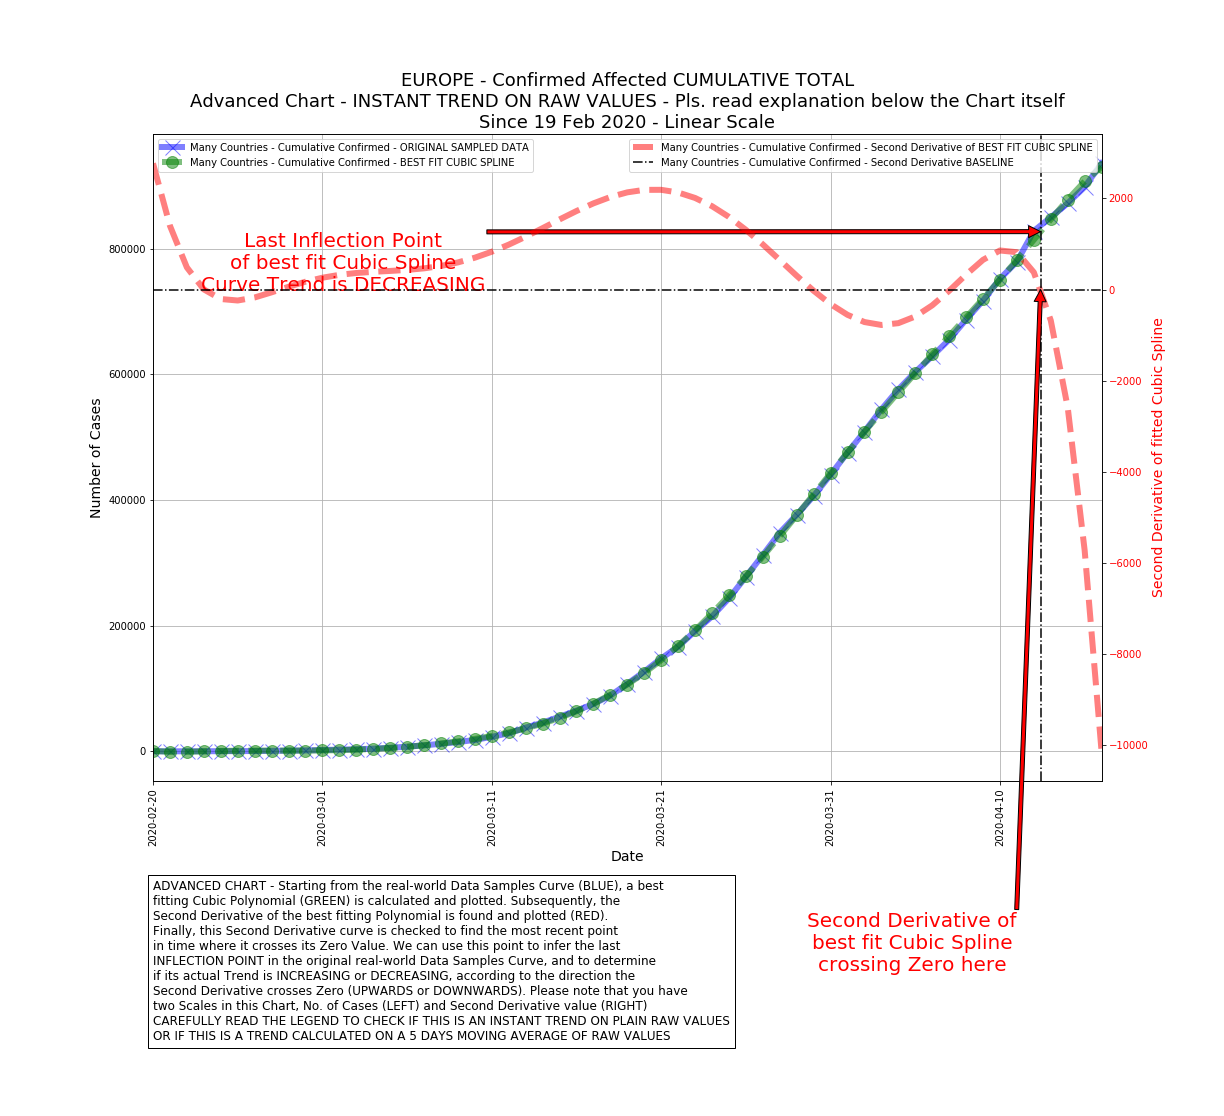 EUROPE - Confirmed Affected CUMULATIVE TOTAL
Advanced Chart - INSTANT TREND ON RAW VALUES - Pls. read explanation below the Chart itself
Since 19 Feb 2020 - Linear Scale
Many Countries - Cumulative Confirmed - ORIGINAL SAMPLED DATA
Many Countries - Cumulative Confirmed - BEST FIT CUBIC SPLINE
Many Countries - Cumulative Confirmed - Second Derivative of BEST FIT CUBIC SPLINE
Many Countries - Cumulative Confirmed - Second Derivative BASELINE
Last Inflection Point
of best fit Cubic Spline
Curve Trend is DECREASING
Number of Cases
800000
600000
400000
200000
0
2000
0
−2000
−4000
−6000
−8000
−10000
Second Derivative of fitted Cubic Spline
2020-02-20
2020-03-01
2020-03-11
2020-03-21
2020-03-31
2020-04-10
Date
Second Derivative of
best fit Cubic Spline
crossing Zero here
ADVANCED CHART - Starting from the real-world Data Samples Curve (BLUE), a best
fitting Cubic Polynomial (GREEN) is calculated and plotted. Subsequently, the
Second Derivative of the best fitting Polynomial is found and plotted (RED).
Finally, this Second Derivative curve is checked to find the most recent point
in time where it crosses its Zero Value. We can use this point to infer the last
INFLECTION POINT in the original real-world Data Samples Curve, and to determine
if its actual Trend is INCREASING or DECREASING, according to the direction the
Second Derivative crosses Zero (UPWARDS or DOWNWARDS). Please note that you have
two Scales in this Chart, No. of Cases (LEFT) and Second Derivative value (RIGHT)
CAREFULLY READ THE LEGEND TO CHECK IF THIS IS AN INSTANT TREND ON PLAIN RAW VALUES
OR IF THIS IS A TREND CALCULATED ON A 5 DAYS MOVING AVERAGE OF RAW VALUES